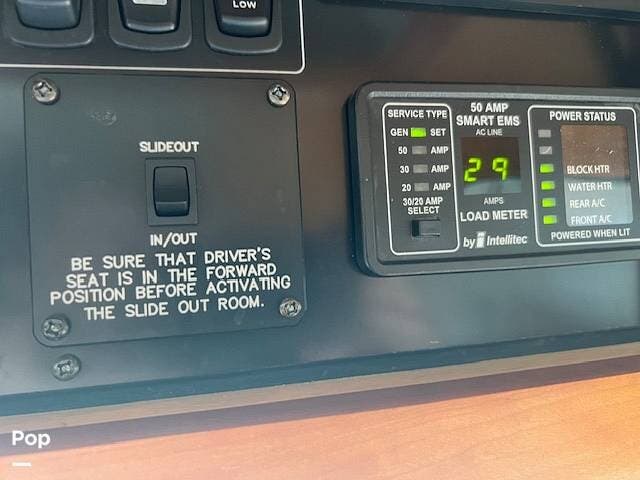 LOW
SLIDEOUT
IN/OUT
BE SURE THAT DRIVER'S
SEAT IS IN THE FORWARD
POSITION BEFORE ACTIVATING
THE SLIDE OUT ROOM.
SERVICE TYPE
GEN SET
50 AMP
30 AMP
20 AMP
30/20 AMP
SELECT
50 AMP
SMART EMS
AC LINE
29
AMPS
LOAD METER
by Intellitec
POWER STATUS
BLOCK HTR
WATER HTR
REAR A/C
FRONT A/C
POWERED WHEN LIT
Pop